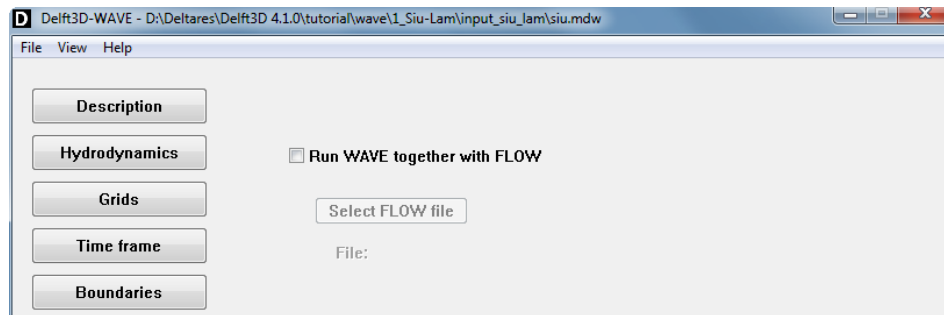 Delft3D-WAVE - D:\Deltares\Delft3D 4.1.0\tutorial\wave\1_Siu-Lam\input_siu_lam\siu.mdw
File View Help
Description
Hydrodynamics
Run WAVE together with FLOW
Grids
Select FLOW file
Time frame
File:
Boundaries